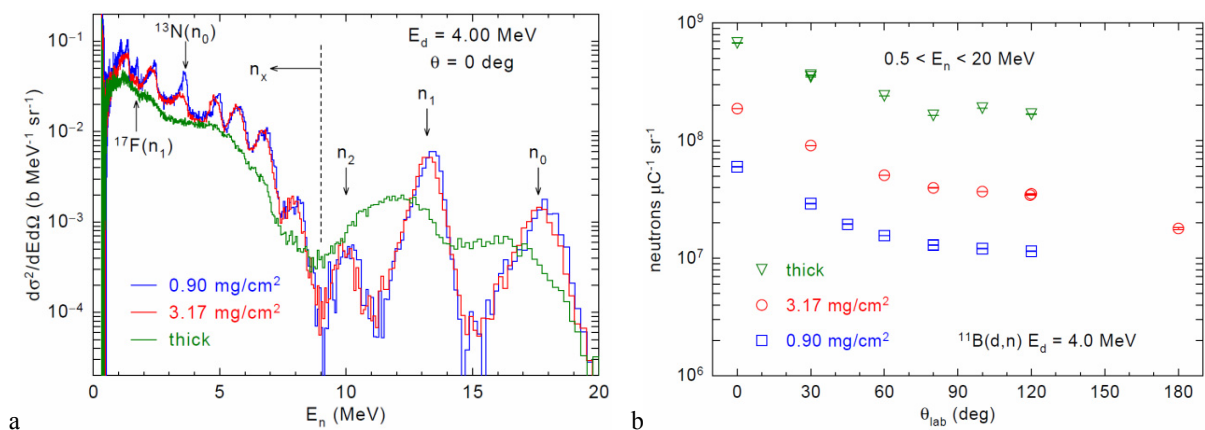 10⁻¹
10⁻²
10⁻³
10⁻⁴
dσ²/dEdΩ (b MeV⁻¹ sr⁻¹)
¹³N(n₀)
E_d = 4.00 MeV
θ = 0 deg
nₓ
n₁
¹⁷F(n₁)
n₂
n₀
0.90 mg/cm²
3.17 mg/cm²
thick
0 5 10 15 20
E_n (MeV)
a
10⁹
10⁸
10⁷
10⁶
neutrons μC⁻¹ sr⁻¹
0.5 < E_n < 20 MeV
thick
3.17 mg/cm²
0.90 mg/cm²
¹¹B(d,n) E_d = 4.0 MeV
0 30 60 90 120 150 180
θ_lab (deg)
b